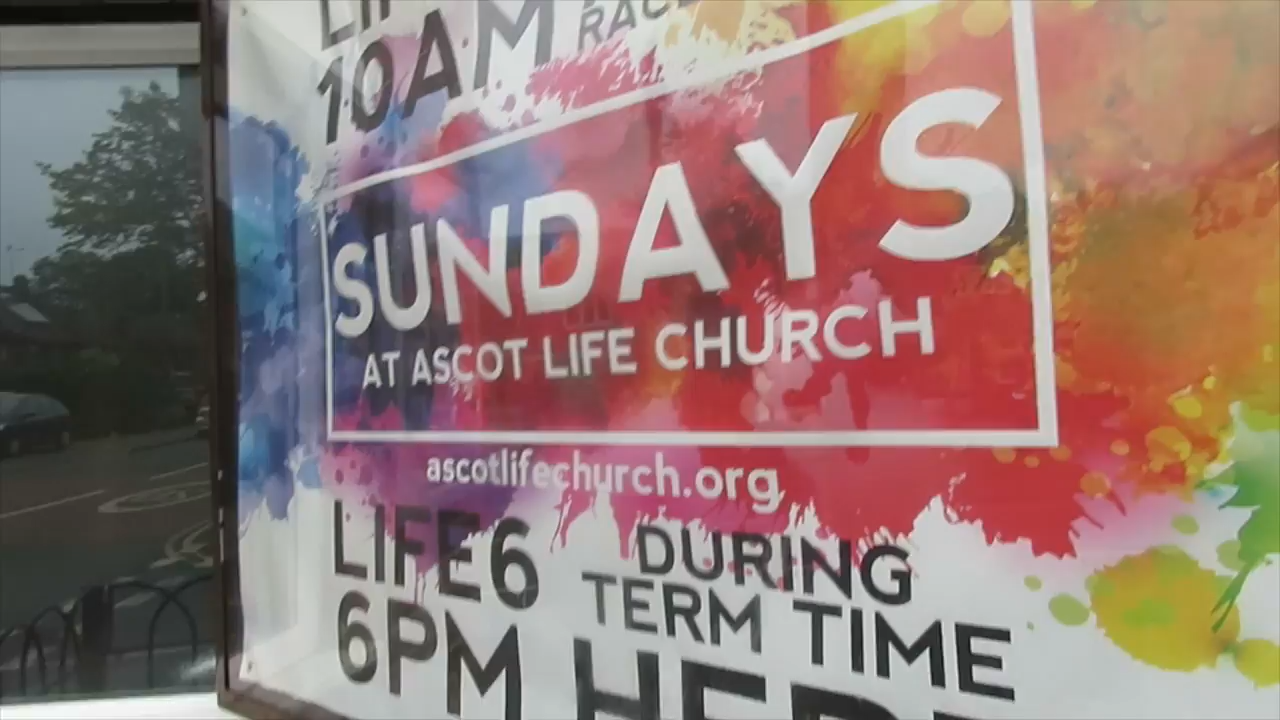 10AM
SUNDAYS
AT ASCOT LIFE CHURCH
ascotlifechurch.org
LIFE6
6PM
DURING
TERM TIME